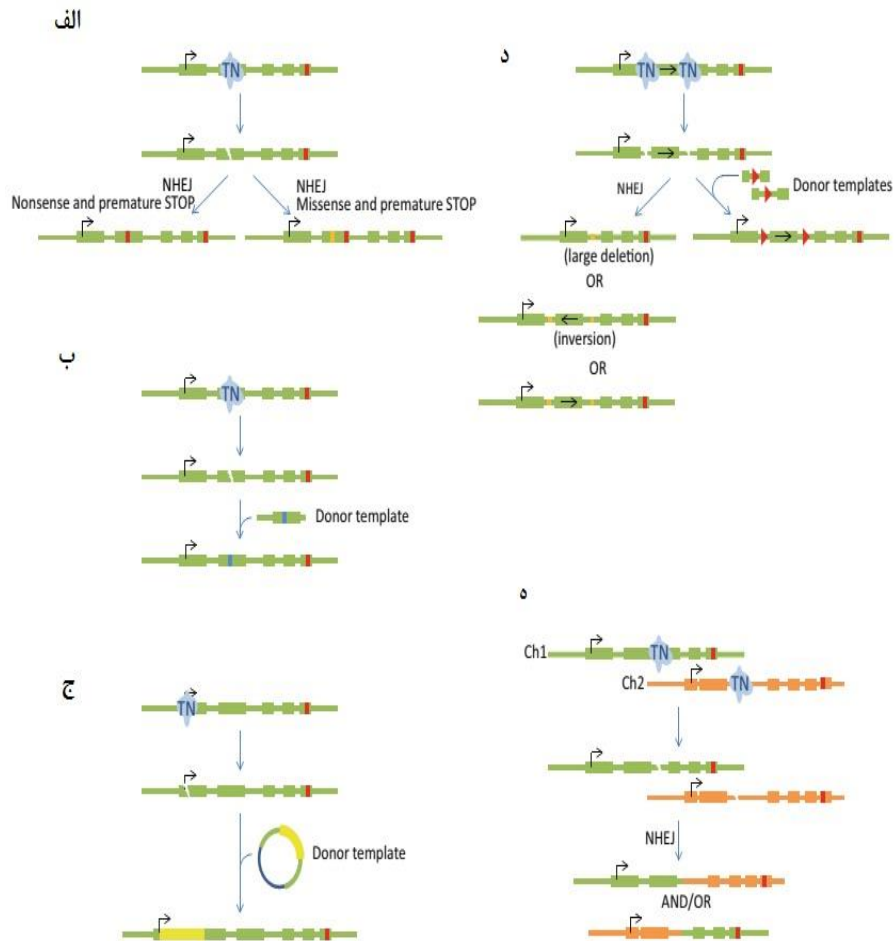 الف
TN
NHEJ
Nonsense and premature STOP
NHEJ
Missense and premature STOP
ب
TN
Donor template
ج
TN
Donor template
د
TN TN
NHEJ
Donor templates
(large deletion)
OR
(inversion)
OR
ه
Ch1
TN
Ch2
TN
NHEJ
AND/OR